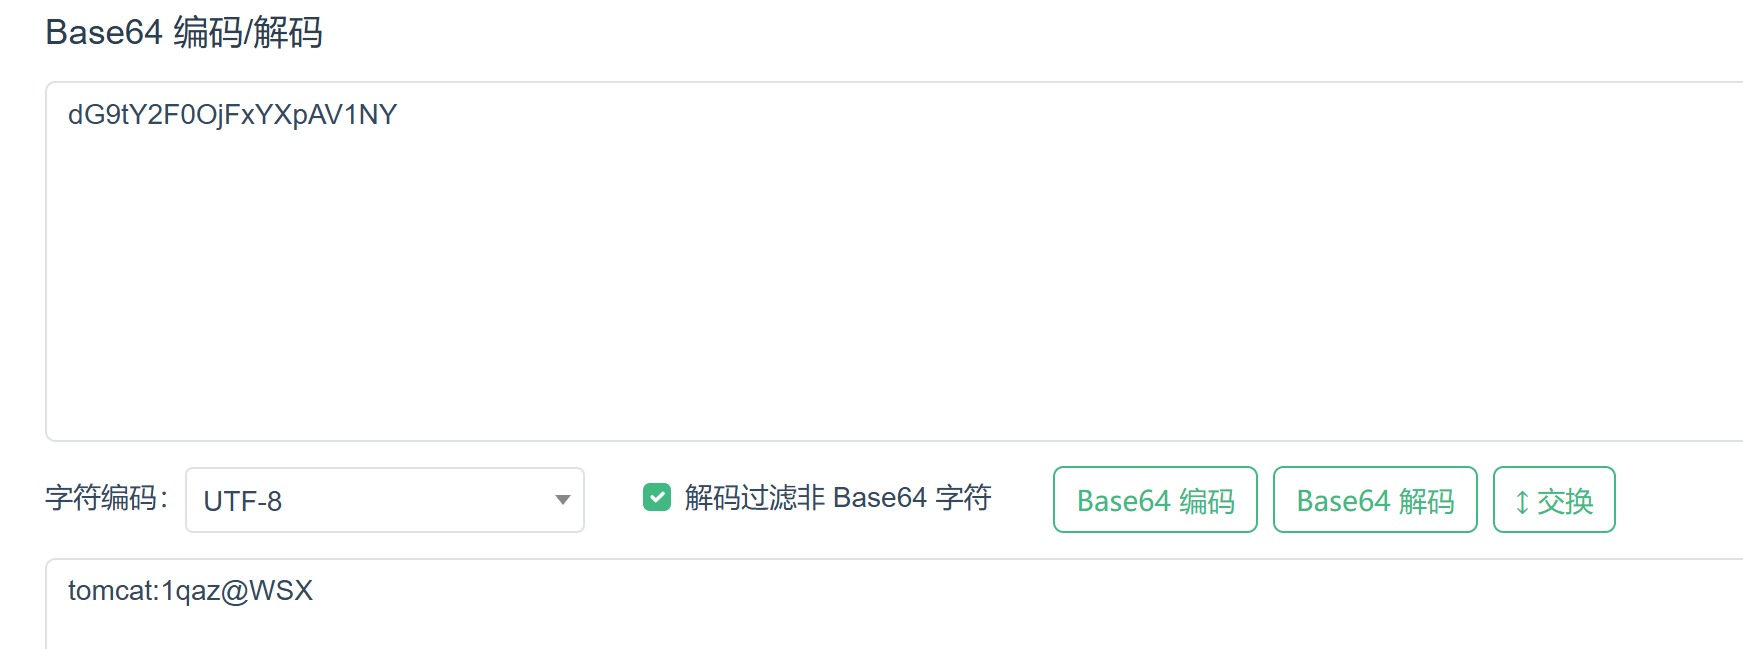 Base64 编码/解码
dG9tY2F0OjFxYXpAV1NY
字符编码： UTF-8 解码过滤非 Base64 字符 Base64 编码 Base64 解码 ↕ 交换
tomcat:1qaz@WSX